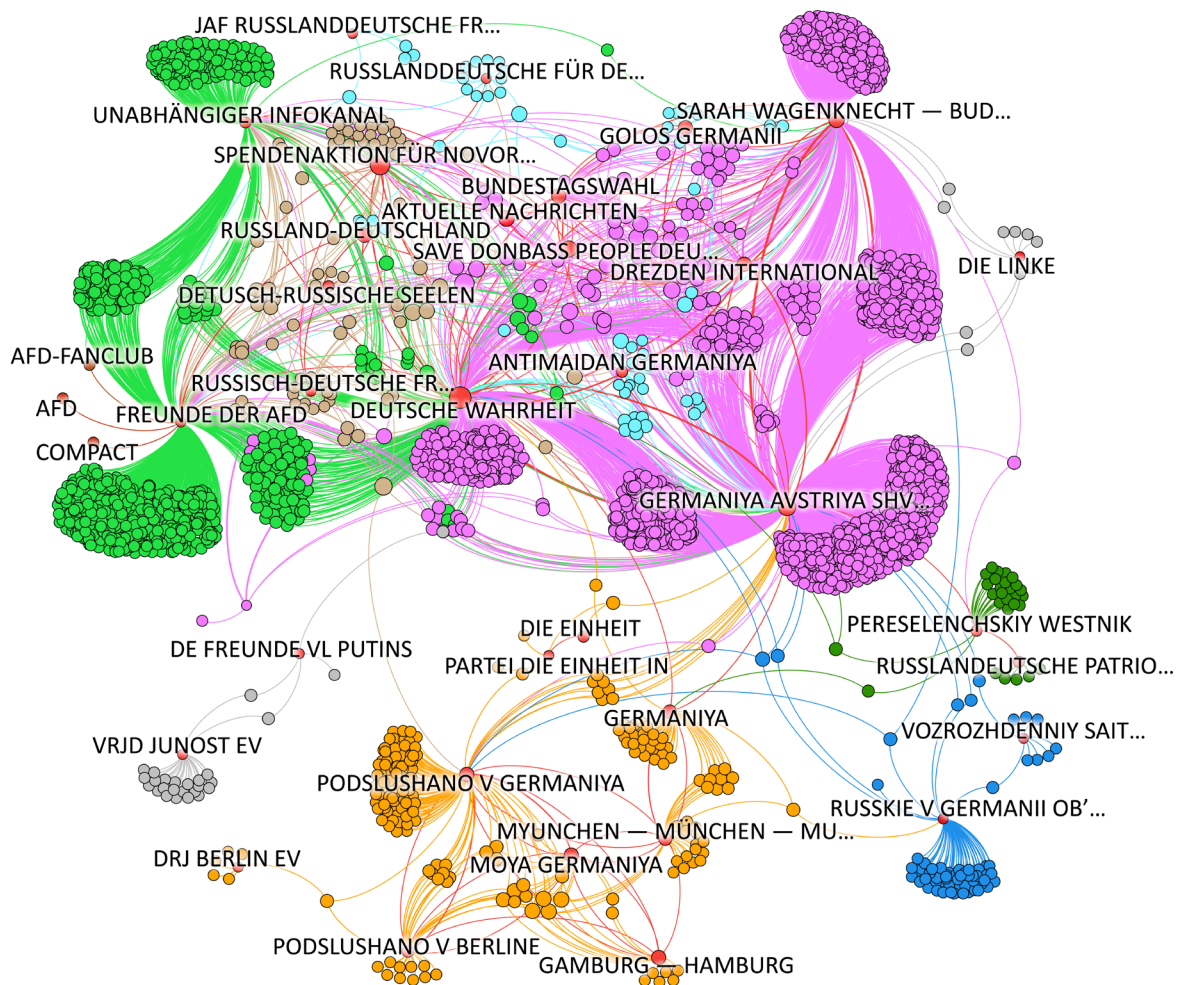 JAF RUSSLANDDEUTSCHE FR...
RUSSLANDDEUTSCHE FÜR DE...
UNABHÄNGIGER INFOKANAL
SARAH WAGENKNECHT — BUD...
GOLOS GERMANII
SPENDENAKTION FÜR NOVOR...
BUNDESTAGSWAHL
AKTUELLE NACHRICHTEN
RUSSLAND-DEUTSCHLAND
SAVE DONBASS PEOPLE DEU...
DREZDEN INTERNATIONAL
DIE LINKE
DETUSCH-RUSSISCHE SEELEN
AFD-FANCLUB
ANTIMAIDAN GERMANIYA
RUSSISCH-DEUTSCHE FR...
AFD
FREUNDE DER AFD
DEUTSCHE WAHRHEIT
COMPACT
GERMANIYA AVSTRIYA SHV...
DIE EINHEIT
PERESELENCHSKIY WESTNIK
DE FREUNDE VL PUTINS
PARTEI DIE EINHEIT IN
RUSSLANDEUTSCHE PATRIO...
GERMANIYA
VOZROZHDENNIY SAIT...
VRJD JUNOST EV
PODSLUSHANO V GERMANIYA
RUSSKIE V GERMANII OB’...
MYUNCHEN — MÜNCHEN — MU...
DRJ BERLIN EV
MOYA GERMANIYA
PODSLUSHANO V BERLINE
GAMBURG — HAMBURG